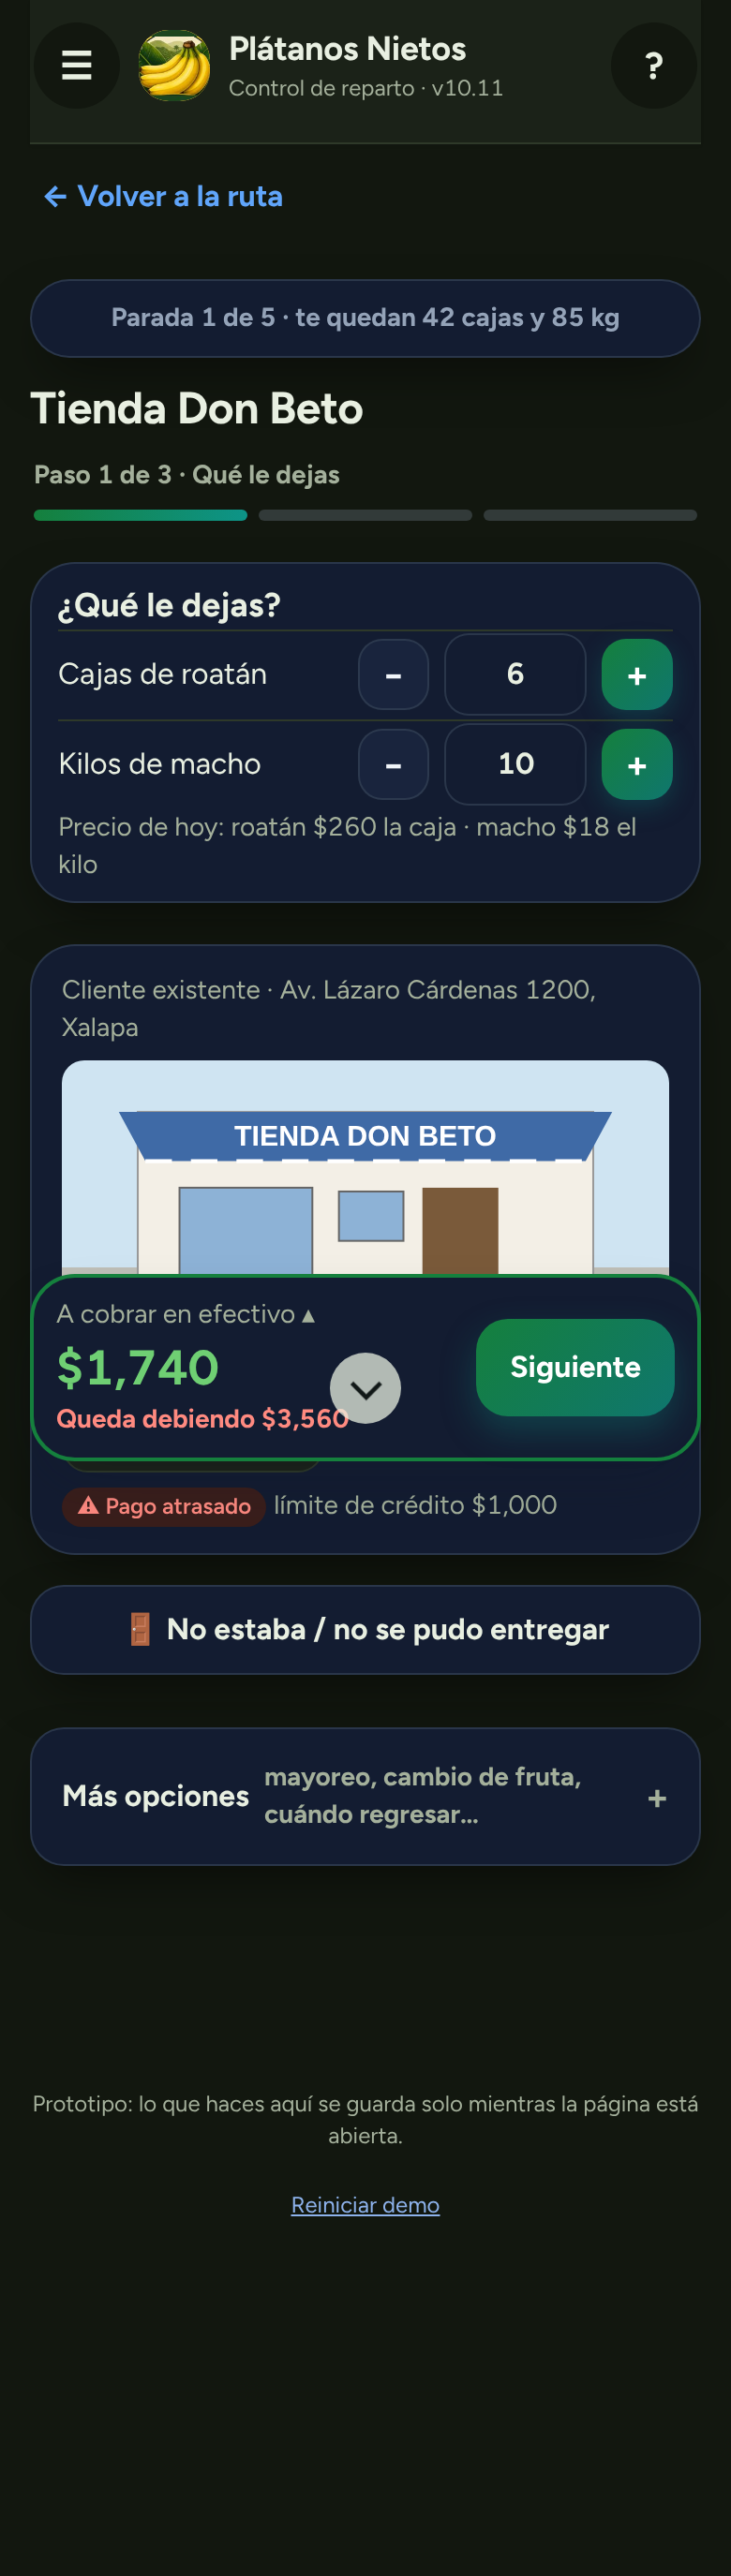 ☰
Plátanos Nietos
Control de reparto · v10.11
?
← Volver a la ruta
Parada 1 de 5 · te quedan 42 cajas y 85 kg
Tienda Don Beto
Paso 1 de 3 · Qué le dejas
¿Qué le dejas?
Cajas de roatán − 6 +
Kilos de macho − 10 +
Precio de hoy: roatán $260 la caja · macho $18 el
kilo
Cliente existente · Av. Lázaro Cárdenas 1200,
Xalapa
TIENDA DON BETO
A cobrar en efectivo ▴
$1,740
Queda debiendo $3,560
Siguiente
⚠ Pago atrasado límite de crédito $1,000
🚪 No estaba / no se pudo entregar
Más opciones
mayoreo, cambio de fruta,
cuándo regresar...
+
Prototipo: lo que haces aquí se guarda solo mientras la página está
abierta.
Reiniciar demo